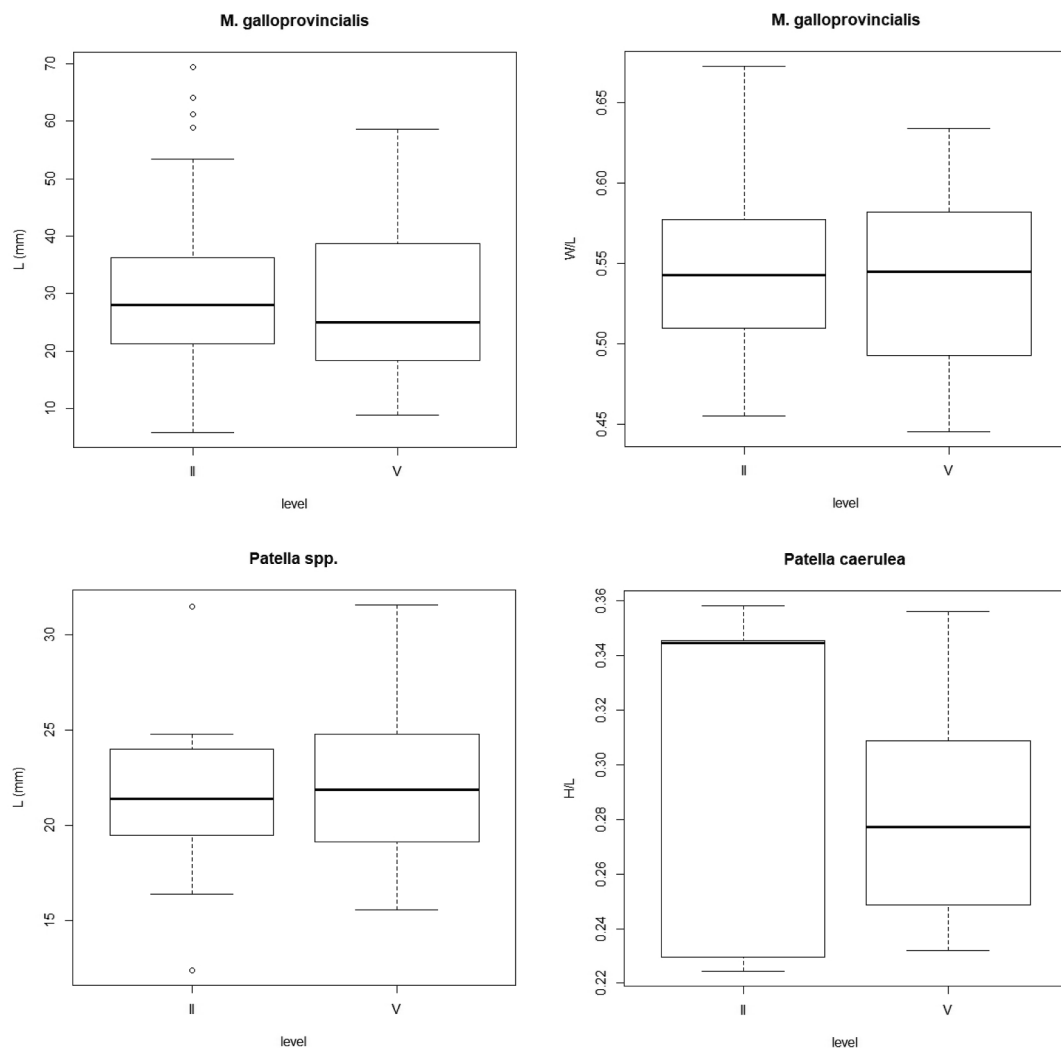 M. galloprovincialis
L (mm)
70
60
50
40
30
20
10
II
V
level
M. galloprovincialis
W/L
0.65
0.60
0.55
0.50
0.45
II
V
level
Patella spp.
L (mm)
30
25
20
15
II
V
level
Patella caerulea
H/L
0.36
0.34
0.32
0.30
0.28
0.26
0.24
0.22
II
V
level